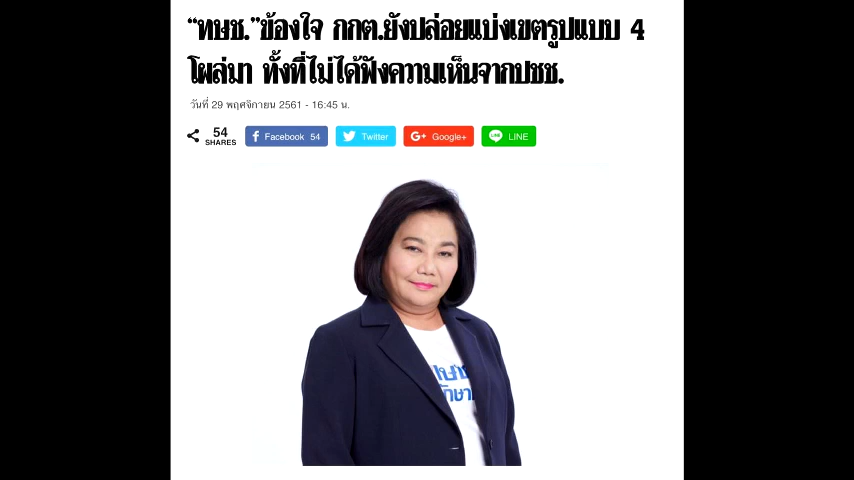 “ทษช.”ข้องใจ กกต.ยังปล่อยแบ่งเขตรูปแบบ 4
โผล่มา ทั้งที่ไม่ได้ฟังความเห็นจากปชช.
วันที่ 29 พฤศจิกายน 2561 - 16:45 น.
54
SHARES
Facebook 54
Twitter
G+ Google+
LINE LINE